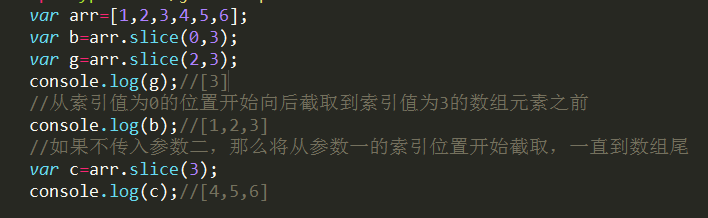 var arr=[1,2,3,4,5,6];
var b=arr.slice(0,3);
var g=arr.slice(2,3);
console.log(g);//[3]
//从索引值为0的位置开始向后截取到索引值为3的数组元素之前
console.log(b);//[1,2,3]
//如果不传入参数二，那么将从参数一的索引位置开始截取，一直到数组尾
var c=arr.slice(3);
console.log(c);//[4,5,6]